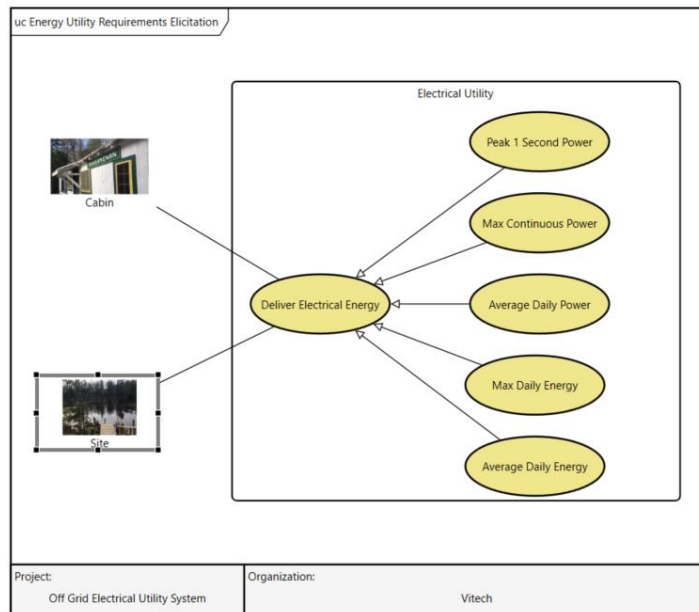 uc Energy Utility Requirements Elicitation
Electrical Utility
Peak 1 Second Power
Cabin
Max Continuous Power
Deliver Electrical Energy
Average Daily Power
Max Daily Energy
Site
Average Daily Energy
Project:
Off Grid Electrical Utility System
Organization:
Vitech